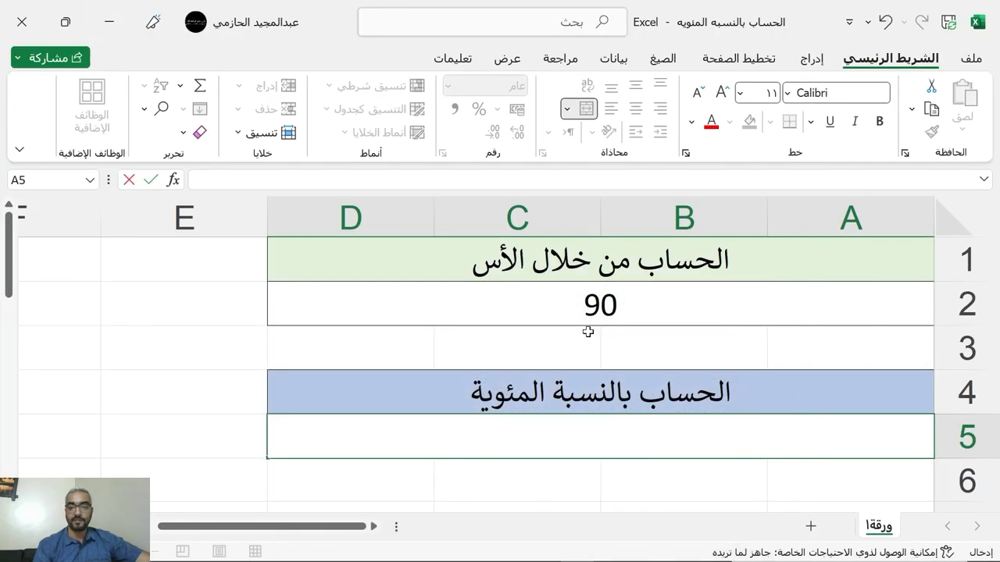 الحساب بالنسبه المئويه - Excel
بحث
عبدالمجيد الحازمي
ملف
الشريط الرئيسي
إدراج
تخطيط الصفحة
الصيغ
بيانات
مراجعة
عرض
تعليمات
مشاركة
لصق
Calibri
١١
B I U
A A
ab
عام
%
تنسيق شرطي
التنسيق كجدول
أنماط الخلايا
إدراج
حذف
تنسيق
الوظائف الإضافية
الحافظة
خط
محاذاة
رقم
أنماط
خلايا
تحرير
الوظائف الإضافية
A5
fx
A B C D E F
1 الحساب من خلال الأس
2 90
3
4 الحساب بالنسبة المئوية
5
6
ورقة١
إدخال
إمكانية الوصول لذوي الاحتياجات الخاصة: جاهز لما تريده